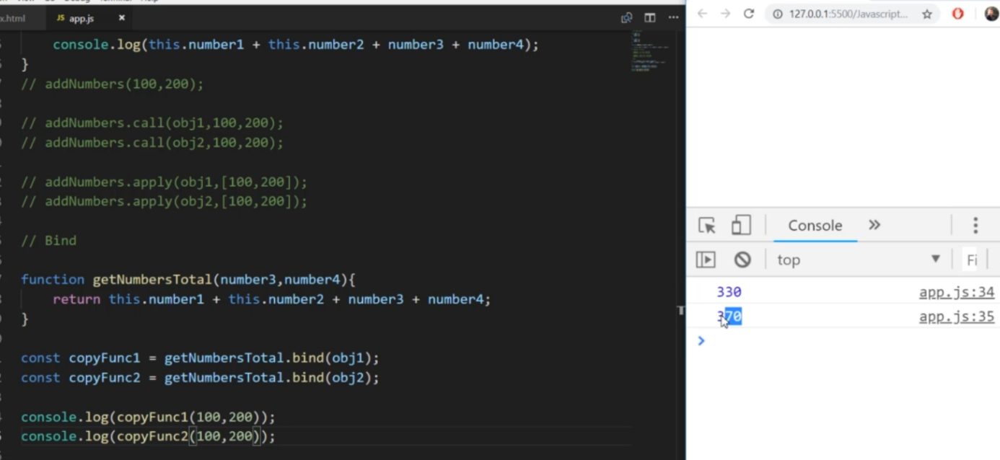 x.html
JS app.js ×
console.log(this.number1 + this.number2 + number3 + number4);
}
// addNumbers(100,200);
// addNumbers.call(obj1,100,200);
// addNumbers.call(obj2,100,200);
// addNumbers.apply(obj1,[100,200]);
// addNumbers.apply(obj2,[100,200]);
// Bind
function getNumbersTotal(number3,number4){
return this.number1 + this.number2 + number3 + number4;
}
const copyFunc1 = getNumbersTotal.bind(obj1);
const copyFunc2 = getNumbersTotal.bind(obj2);
console.log(copyFunc1(100,200));
console.log(copyFunc2(100,200));
127.0.0.1:5500/Javascript...
Console
top
Fi
330 app.js:34
370 app.js:35